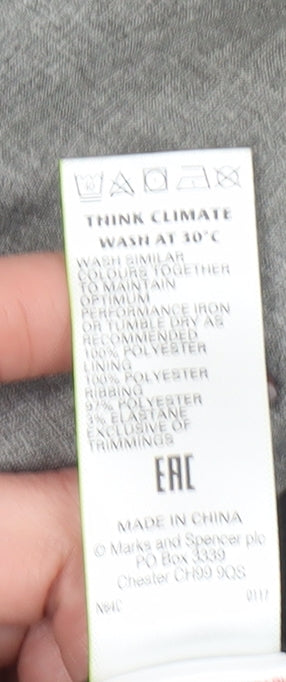 THINK CLIMATE
WASH AT 30°C
WASH SIMILAR
COLOURS TOGETHER
TO MAINTAIN
OPTIMUM
PERFORMANCE IRON
OR TUMBLE DRY AS
RECOMMENDED
100% POLYESTER
LINING
100% POLYESTER
RIBBING
97% POLYESTER
3% ELASTANE
EXCLUSIVE OF
TRIMMINGS
EAC
MADE IN CHINA
© Marks and Spencer plc
PO Box 3339
Chester CH99 9QS
0117